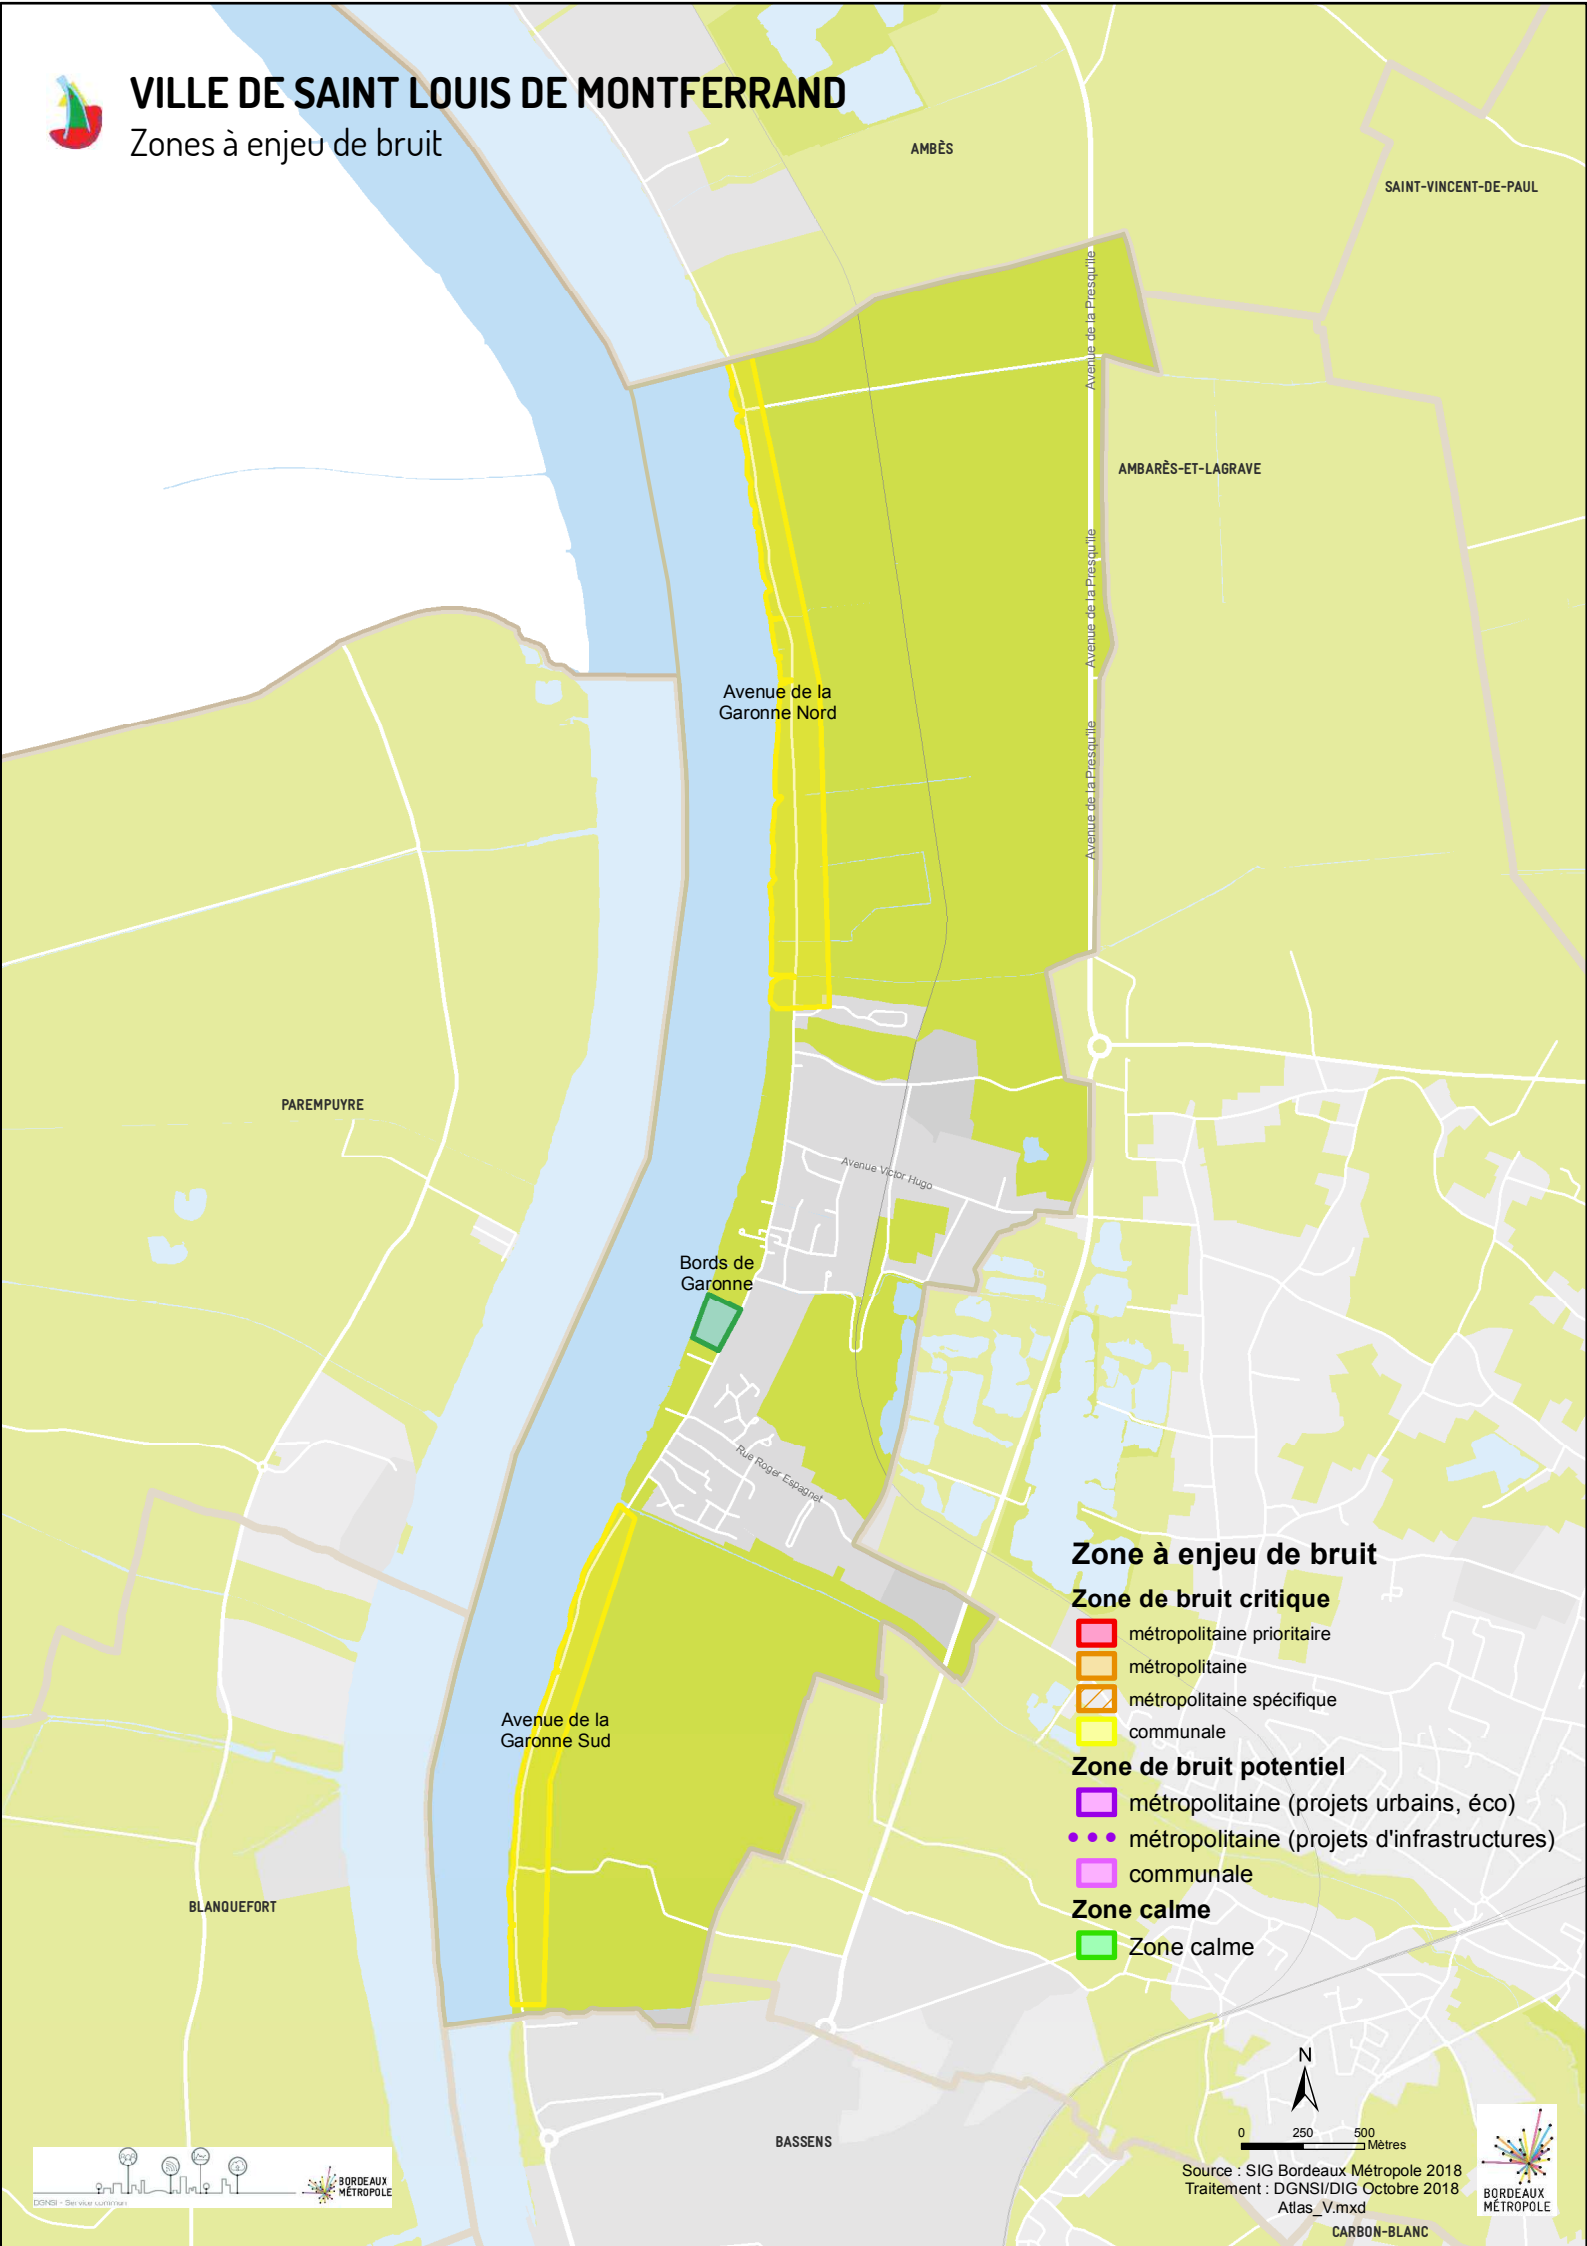 VILLE DE SAINT LOUIS DE MONTFERRAND
Zones à enjeu de bruit
AMBÈS
SAINT-VINCENT-DE-PAUL
Avenue de la Presqu'île
AMBARÈS-ET-LAGRAVE
Avenue de la Presqu'île
Avenue de la
Garonne Nord
Avenue de la Presqu'île
PAREMPUYRE
Avenue Victor Hugo
Bords de
Garonne
Rue Roger Espagnet
Avenue de la
Garonne Sud
BLANQUEFORT
Zone à enjeu de bruit
Zone de bruit critique
métropolitaine prioritaire
métropolitaine
métropolitaine spécifique
communale
Zone de bruit potentiel
métropolitaine (projets urbains, éco)
métropolitaine (projets d'infrastructures)
communale
Zone calme
Zone calme
BASSENS
N
0 250 500
Mètres
Source : SIG Bordeaux Métropole 2018
Traitement : DGNSI/DIG Octobre 2018
Atlas_V.mxd
BORDEAUX
MÉTROPOLE
CARBON-BLANC
DGNSI - Service commun
BORDEAUX
MÉTROPOLE